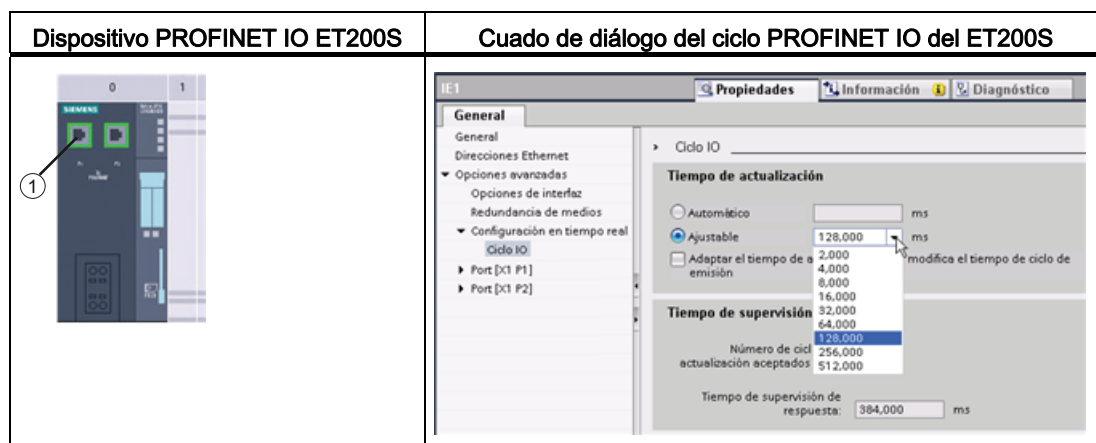 Dispositivo PROFINET IO ET200S
Cuado de diálogo del ciclo PROFINET IO del ET200S
0 1
SIEMENS
1
IE1
Propiedades
Información
Diagnóstico
General
General
Direcciones Ethernet
Opciones avanzadas
Opciones de interfaz
Redundancia de medios
Configuración en tiempo real
Ciclo IO
Port [X1 P1]
Port [X1 P2]
Ciclo IO
Tiempo de actualización
Automático ms
Ajustable 128,000 ms
Adaptar el tiempo de a modifica el tiempo de ciclo de
emisión
2,000
4,000
8,000
16,000
32,000
64,000
128,000
256,000
512,000
Tiempo de supervisión
Número de cicl
actualización aceptados
Tiempo de supervisión de
respuesta: 384,000 ms